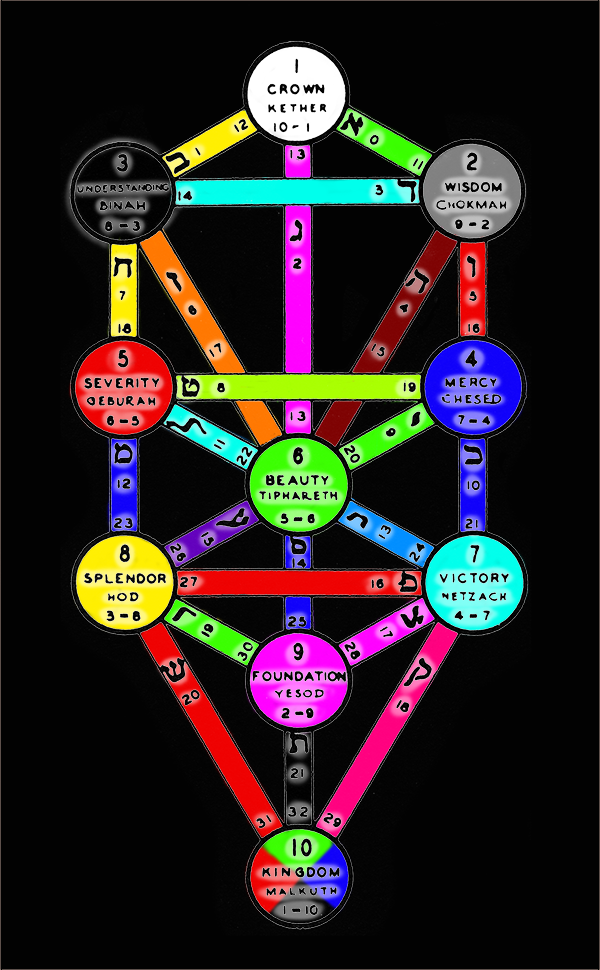 1
CROWN
KETHER
10-1
12
1
ב
א
0
11
13
3
UNDERSTANDING
BINAH
8-3
2
WISDOM
CHOKMAH
9-2
14
3
ד
ג
2
ח
7
18
ז
6
17
ה
4
15
ו
5
16
5
SEVERITY
GEBURAH
6-5
ט
8
19
4
MERCY
CHESED
7-4
13
ל
11
22
י
9
20
6
BEAUTY
TIPHARETH
5-6
מ
12
23
10
21
15
26
13
24
ס
14
25
8
SPLENDOR
HOD
3-8
27
16
7
VICTORY
NETZACH
4-7
ר
19
30
17
28
9
FOUNDATION
YESOD
2-9
ש
20
31
ת
21
32
ק
18
29
10
KINGDOM
MALKUTH
1-10